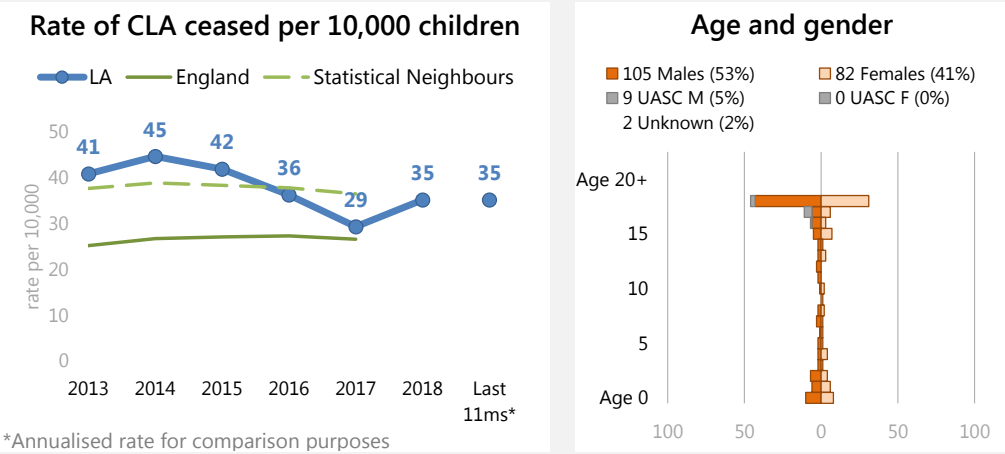 Rate of CLA ceased per 10,000 children
LA England Statistical Neighbours
50
40
30
20
10
0
rate per 10,000
41
45
42
36
29
35
35
2013 2014 2015 2016 2017 2018 Last
11ms*
*Annualised rate for comparison purposes
Age and gender
105 Males (53%) 82 Females (41%)
9 UASC M (5%) 0 UASC F (0%)
2 Unknown (2%)
Age 20+
15
10
5
Age 0
100 50 0 50 100